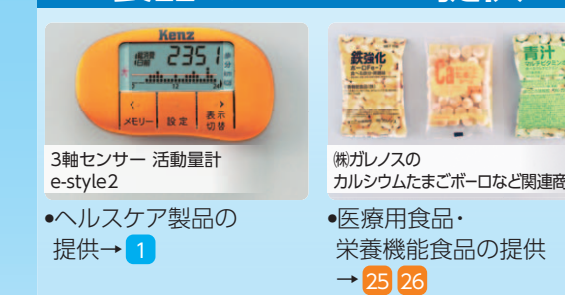 Kenz
2351
5 12 24
メモリー 設定 表示切替
鉄強化
Ca
青汁
3軸センサー 活動量計
e-style2
㈱ガレノスの
カルシウムたまごボーロなど関連商
•ヘルスケア製品の
提供→ 1
•医療用食品・
栄養機能食品の提供
→ 25 26